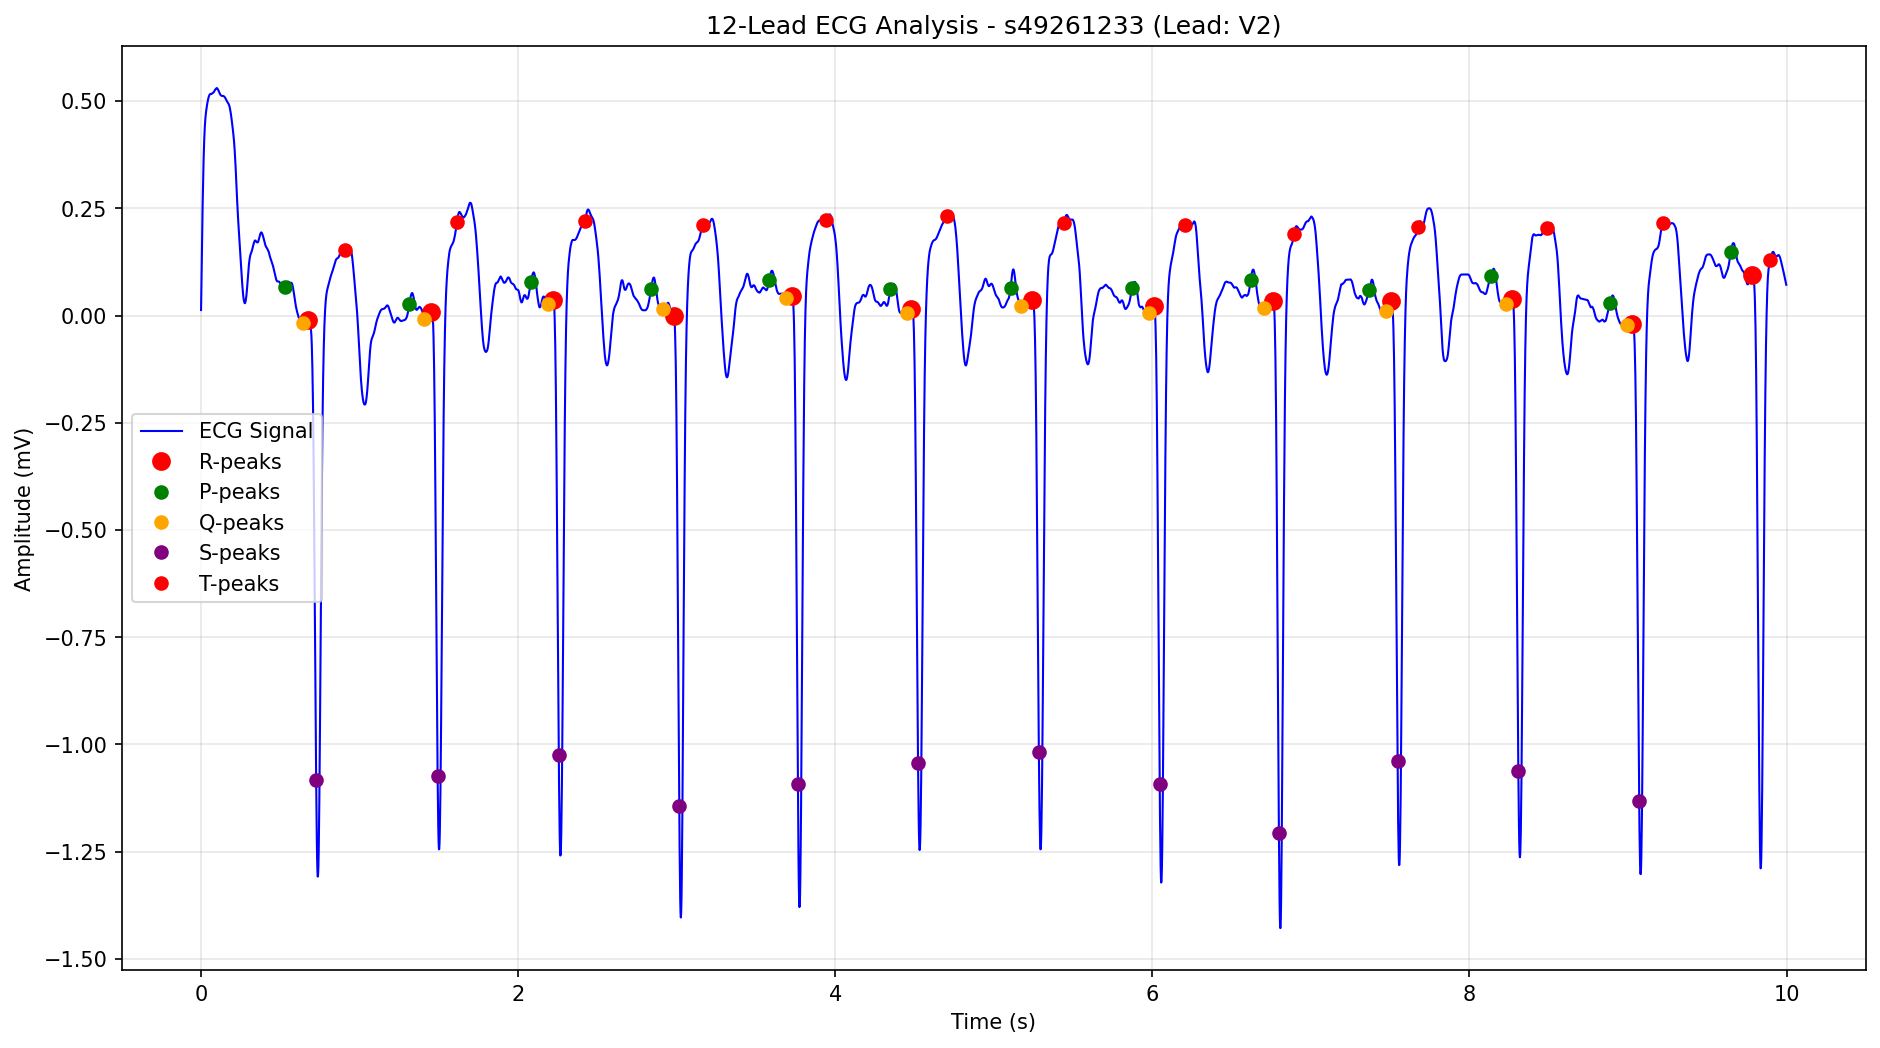 12-Lead ECG Analysis - s49261233 (Lead: V2)
Amplitude (mV)
0.50
0.25
0.00
−0.25
−0.50
−0.75
−1.00
−1.25
−1.50
ECG Signal
R-peaks
P-peaks
Q-peaks
S-peaks
T-peaks
0 2 4 6 8 10
Time (s)